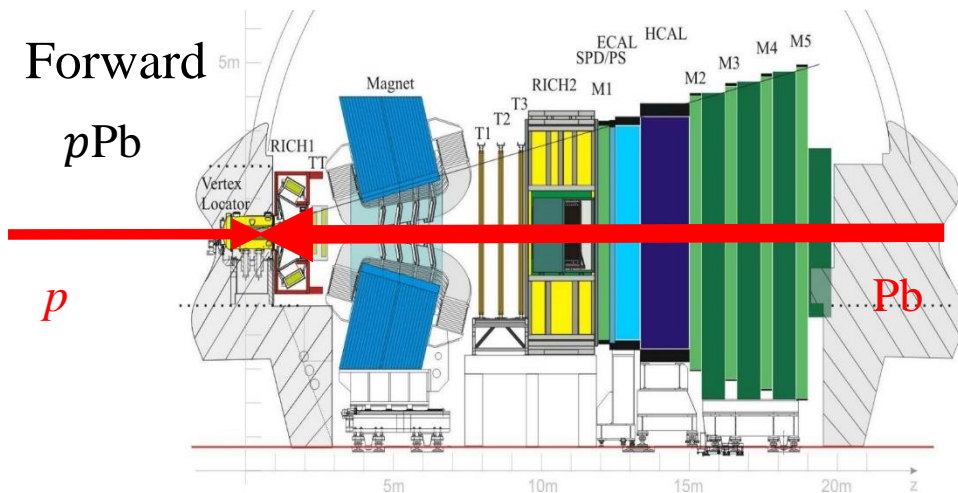 Forward
pPb
5m
Magnet
RICH1
TT
Vertex
Locator
T1
T2
T3
RICH2
SPD/PS
ECAL
HCAL
M1
M2
M3
M4
M5
p
Pb
5m
10m
15m
20m
z